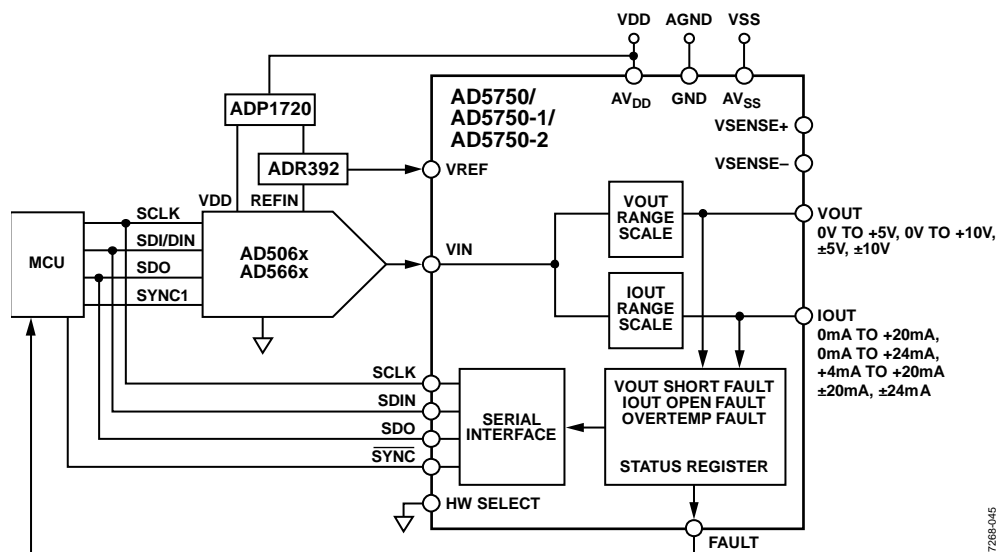 VDD
AGND
VSS
AVDD
GND
AVSS
AD5750/
AD5750-1/
AD5750-2
VSENSE+
VSENSE–
ADP1720
ADR392
VREF
VDD
REFIN
MCU
SCLK
SDI/DIN
SDO
SYNC1
AD506x
AD566x
VIN
VOUT
RANGE
SCALE
VOUT
0V TO +5V, 0V TO +10V,
±5V, ±10V
IOUT
RANGE
SCALE
IOUT
0mA TO +20mA,
0mA TO +24mA,
+4mA TO +20mA
±20mA, ±24mA
SCLK
SDIN
SDO
SYNC
SERIAL
INTERFACE
VOUT SHORT FAULT
IOUT OPEN FAULT
OVERTEMP FAULT
STATUS REGISTER
HW SELECT
FAULT
7268-045